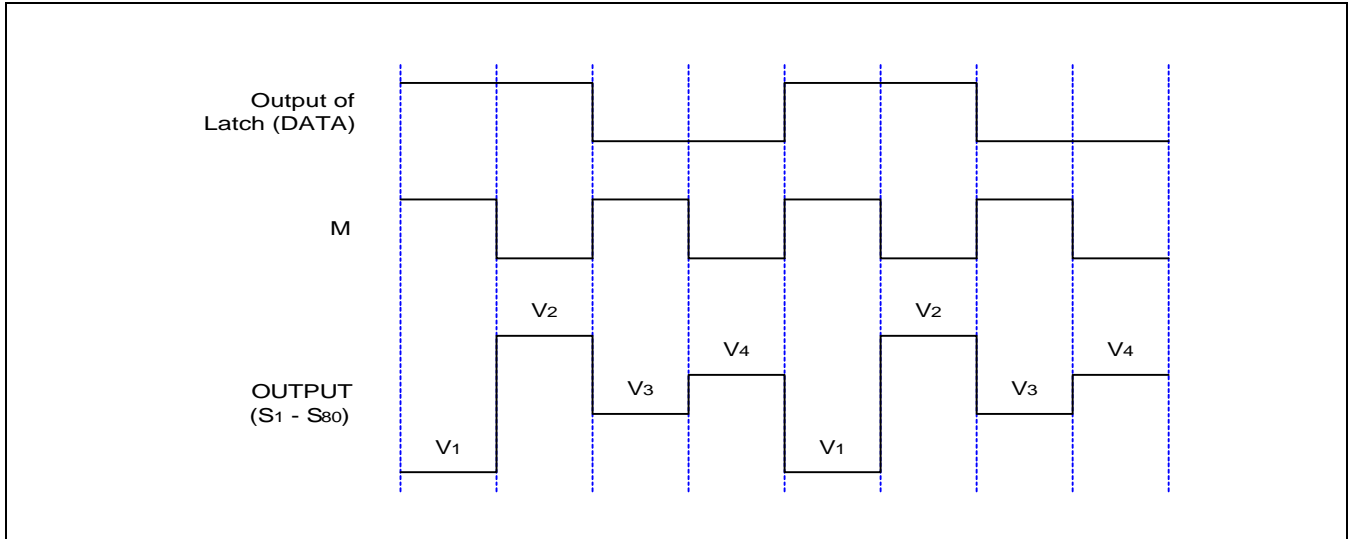 Output of
Latch (DATA)
M
V2 V2
V4 V4
OUTPUT
(S1 - S80)
V3 V3
V1 V1